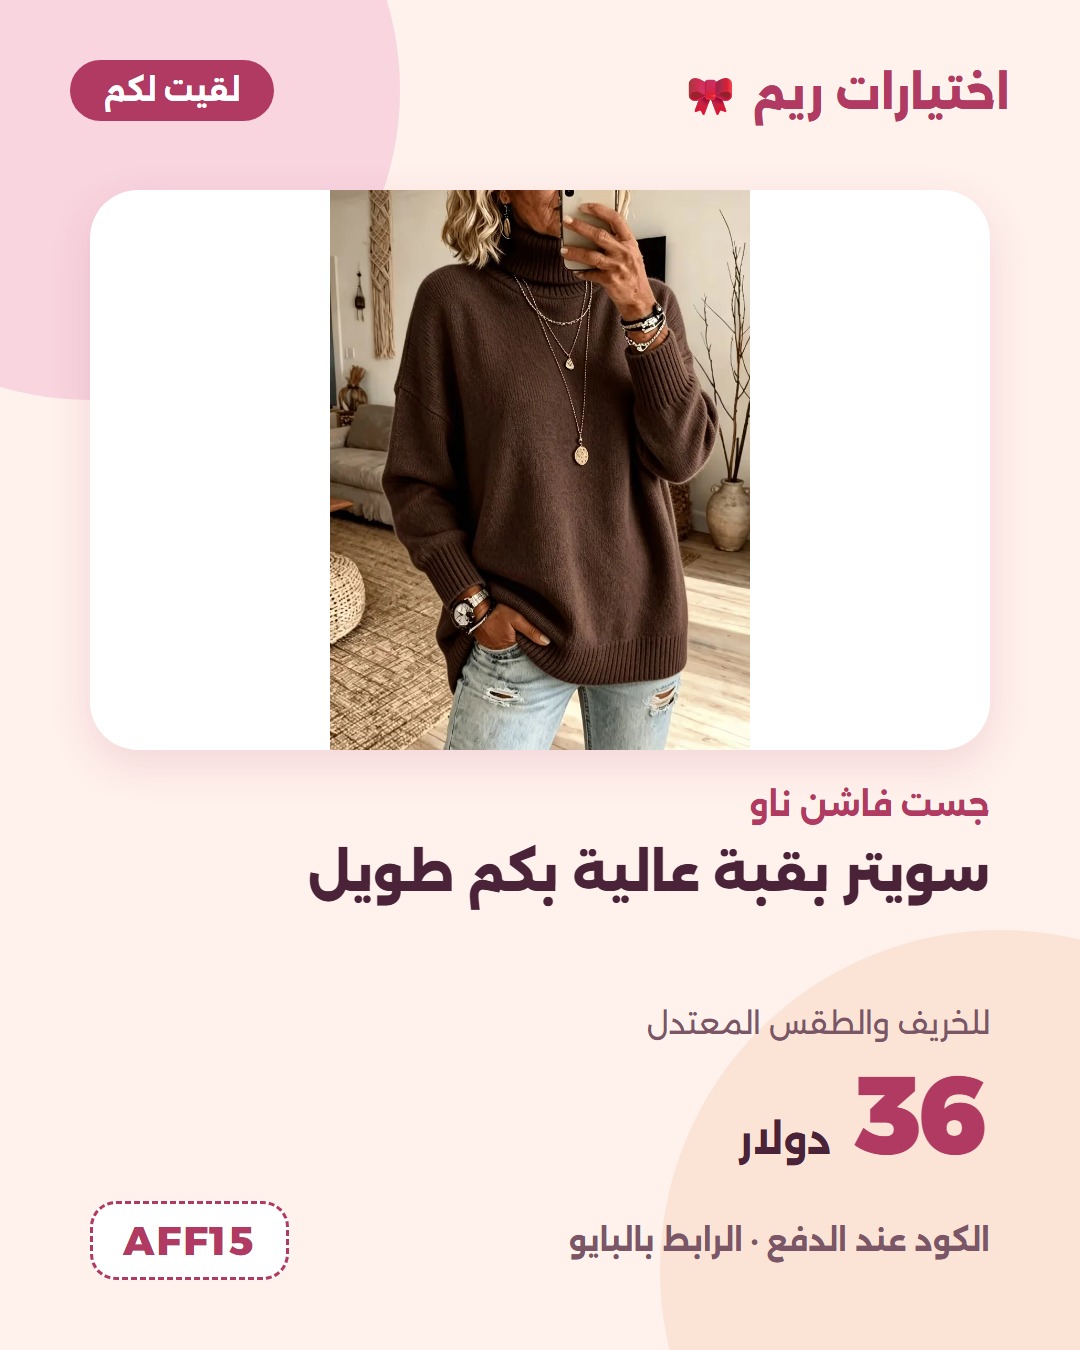 اختيارات ريم 🎀
لقيت لكم
جست فاشن ناو
سويتر بقبة عالية بكم طويل
للخريف والطقس المعتدل
36 دولار
الكود عند الدفع · الرابط بالبايو
AFF15